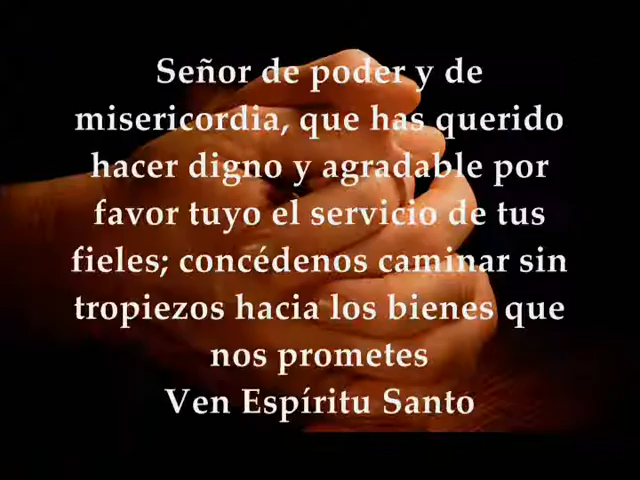 Señor de poder y de
misericordia, que has querido
hacer digno y agradable por
favor tuyo el servicio de tus
fieles; concédenos caminar sin
tropiezos hacia los bienes que
nos prometes
Ven Espíritu Santo